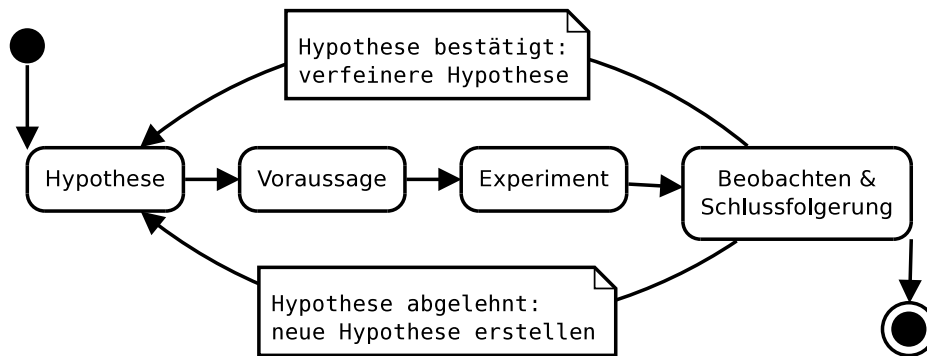 Hypothese bestätigt:
verfeinere Hypothese
Hypothese
Voraussage
Experiment
Beobachten &
Schlussfolgerung
Hypothese abgelehnt:
neue Hypothese erstellen